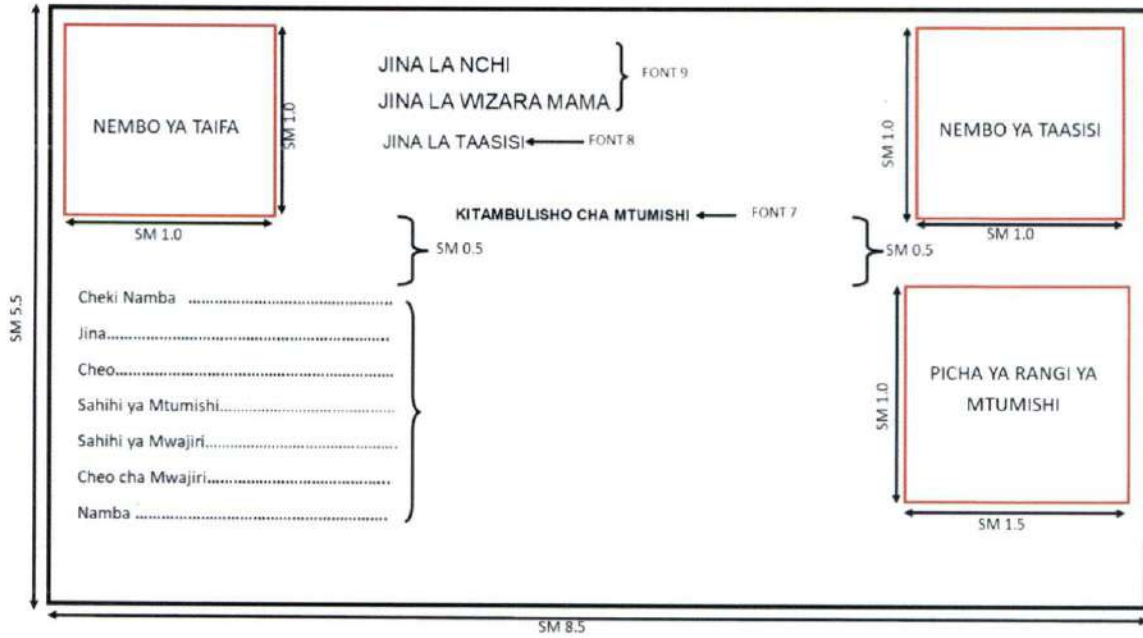 JINA LA NCHI
JINA LA WIZARA MAMA
FONT 9
JINA LA TAASISI
FONT 8
NEMBO YA TAIFA
SM 1.0
SM 1.0
NEMBO YA TAASISI
SM 1.0
SM 1.0
KITAMBULISHO CHA MTUMISHI
FONT 7
SM 0.5
SM 0.5
Cheki Namba ........................................
Jina........................................
Cheo........................................
Sahihi ya Mtumishi........................................
Sahihi ya Mwajiri........................................
Cheo cha Mwajiri........................................
Namba ........................................
PICHA YA RANGI YA
MTUMISHI
SM 1.0
SM 1.5
SM 5.5
SM 8.5